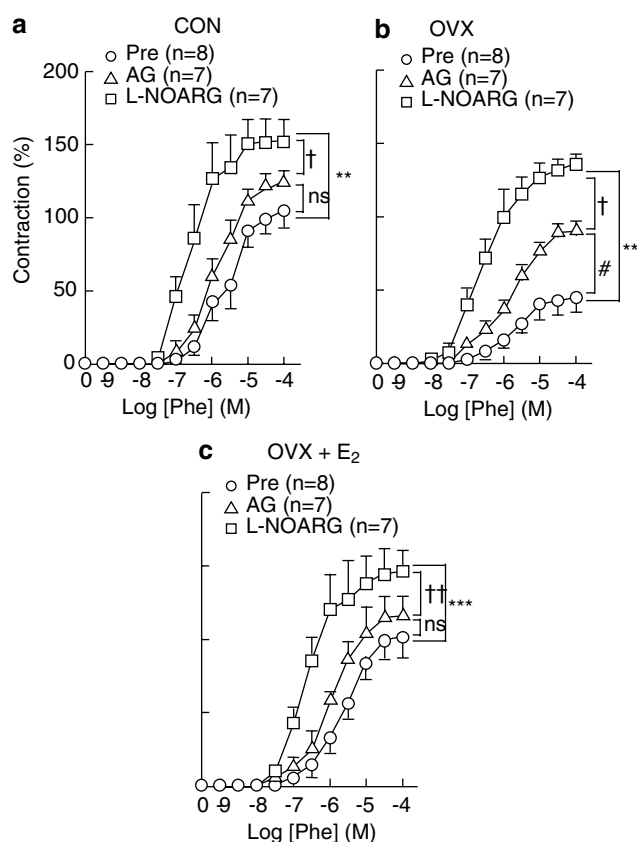 a CON
Pre (n=8)
AG (n=7)
L-NOARG (n=7)
200
150
100
50
0
Contraction (%)
†
ns
**
0 -9 -8 -7 -6 -5 -4
Log [Phe] (M)
b OVX
Pre (n=8)
AG (n=7)
L-NOARG (n=7)
†
#
**
0 -9 -8 -7 -6 -5 -4
Log [Phe] (M)
c OVX + E2
Pre (n=8)
AG (n=7)
L-NOARG (n=7)
††
ns
***
0 -9 -8 -7 -6 -5 -4
Log [Phe] (M)